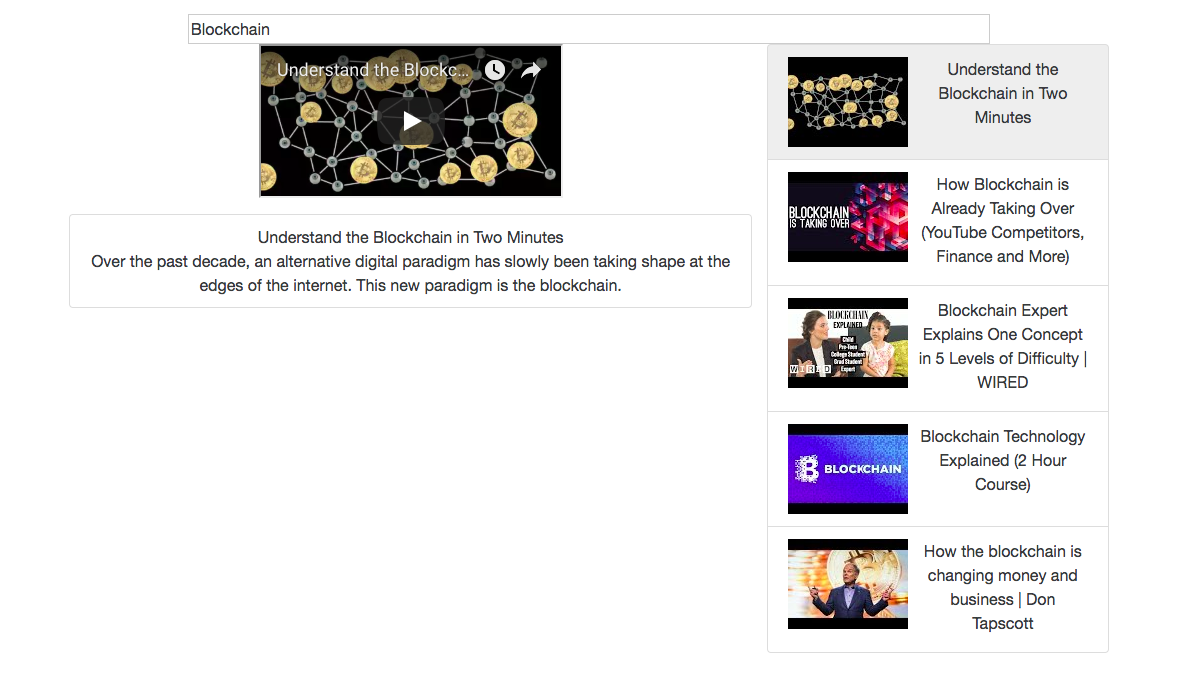 Blockchain
Understand the Blockc...
Understand the Blockchain in Two Minutes
Over the past decade, an alternative digital paradigm has slowly been taking shape at the
edges of the internet. This new paradigm is the blockchain.
Understand the
Blockchain in Two
Minutes
BLOCKCHAIN
IS TAKING OVER
How Blockchain is
Already Taking Over
(YouTube Competitors,
Finance and More)
BLOCKCHAIN
EXPLAINED
Child
Pre-Teen
College Student
Grad Student
Expert
WIRED
Blockchain Expert
Explains One Concept
in 5 Levels of Difficulty |
WIRED
B BLOCKCHAIN
Blockchain Technology
Explained (2 Hour
Course)
How the blockchain is
changing money and
business | Don
Tapscott